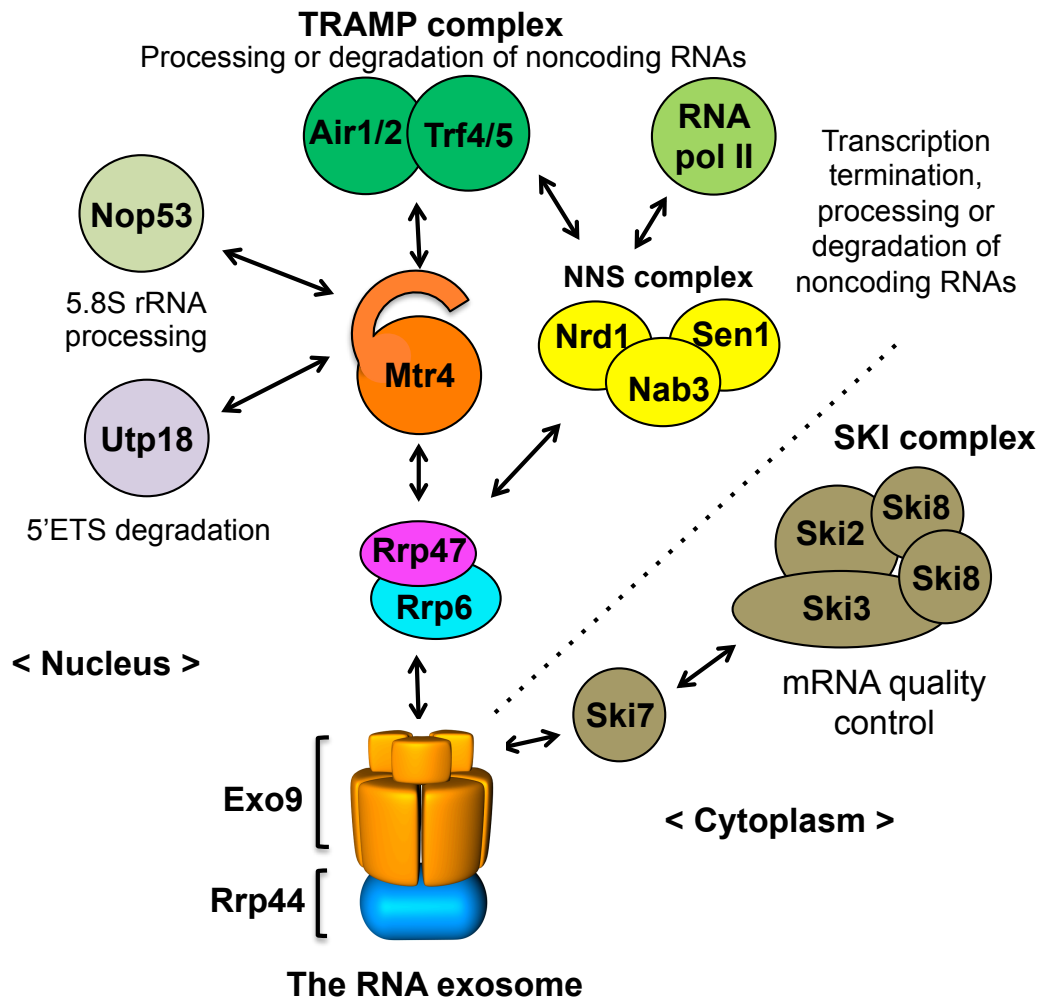 TRAMP complex
Processing or degradation of noncoding RNAs
Air1/2
Trf4/5
RNA
pol II
Transcription
termination,
processing or
degradation of
noncoding RNAs
Nop53
5.8S rRNA
processing
NNS complex
Nrd1
Sen1
Nab3
Mtr4
Utp18
5’ETS degradation
SKI complex
Ski2
Ski8
Ski8
Ski3
mRNA quality
control
Rrp47
Rrp6
< Nucleus >
Ski7
< Cytoplasm >
Exo9
Rrp44
The RNA exosome